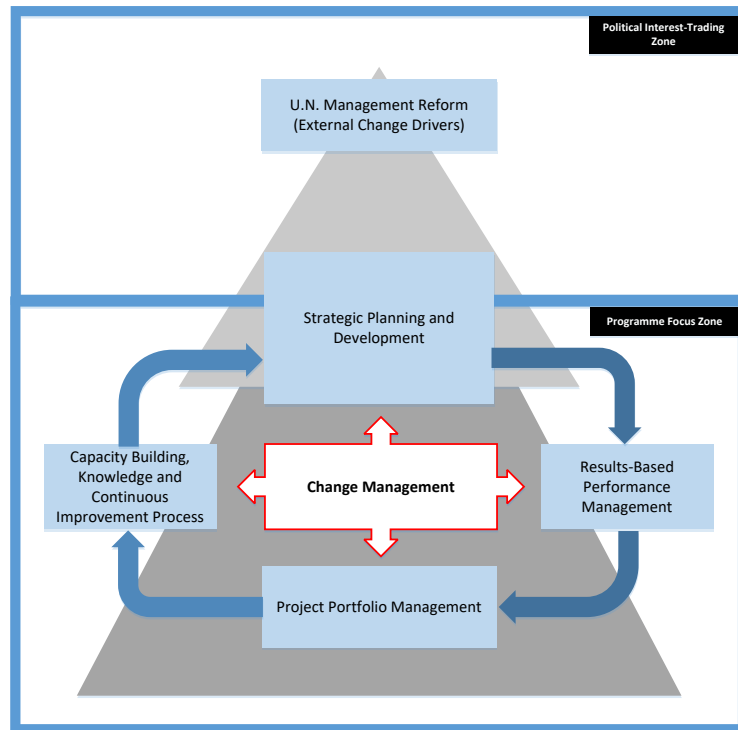 Political Interest-Trading
Zone
U.N. Management Reform
(External Change Drivers)
Strategic Planning and
Development
Programme Focus Zone
Capacity Building,
Knowledge and
Continuous
Improvement Process
Change Management
Results-Based
Performance
Management
Project Portfolio Management